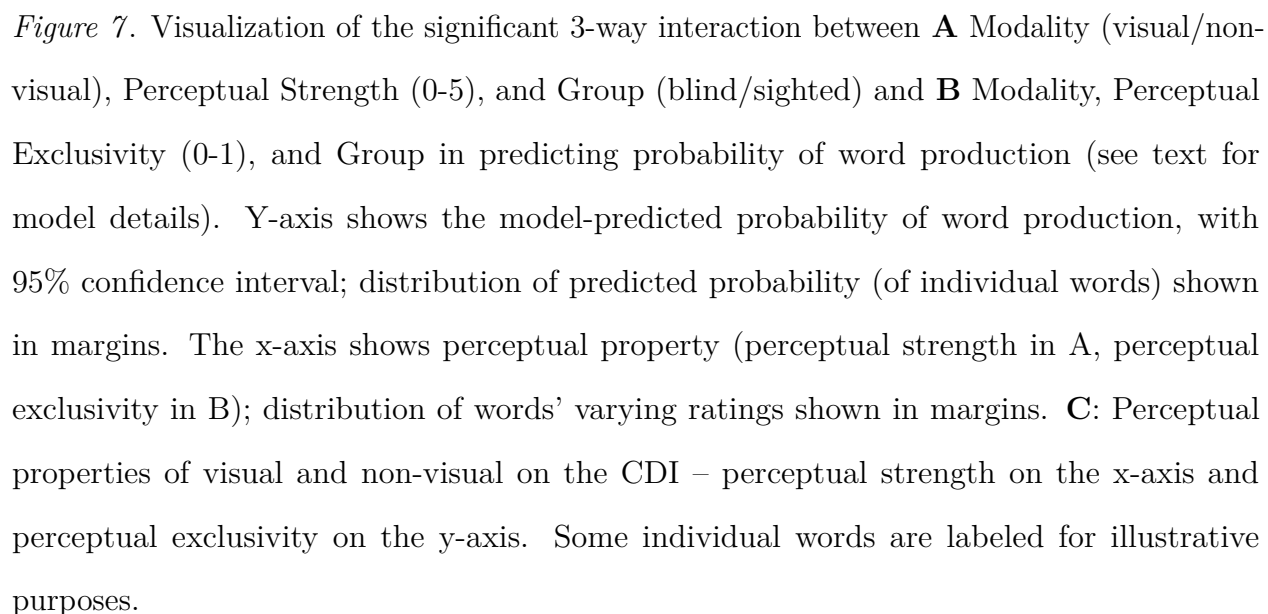 Figure 7. Visualization of the significant 3-way interaction between A Modality (visual/non-
visual), Perceptual Strength (0-5), and Group (blind/sighted) and B Modality, Perceptual
Exclusivity (0-1), and Group in predicting probability of word production (see text for
model details). Y-axis shows the model-predicted probability of word production, with
95% confidence interval; distribution of predicted probability (of individual words) shown
in margins. The x-axis shows perceptual property (perceptual strength in A, perceptual
exclusivity in B); distribution of words’ varying ratings shown in margins. C: Perceptual
properties of visual and non-visual on the CDI – perceptual strength on the x-axis and
perceptual exclusivity on the y-axis. Some individual words are labeled for illustrative
purposes.